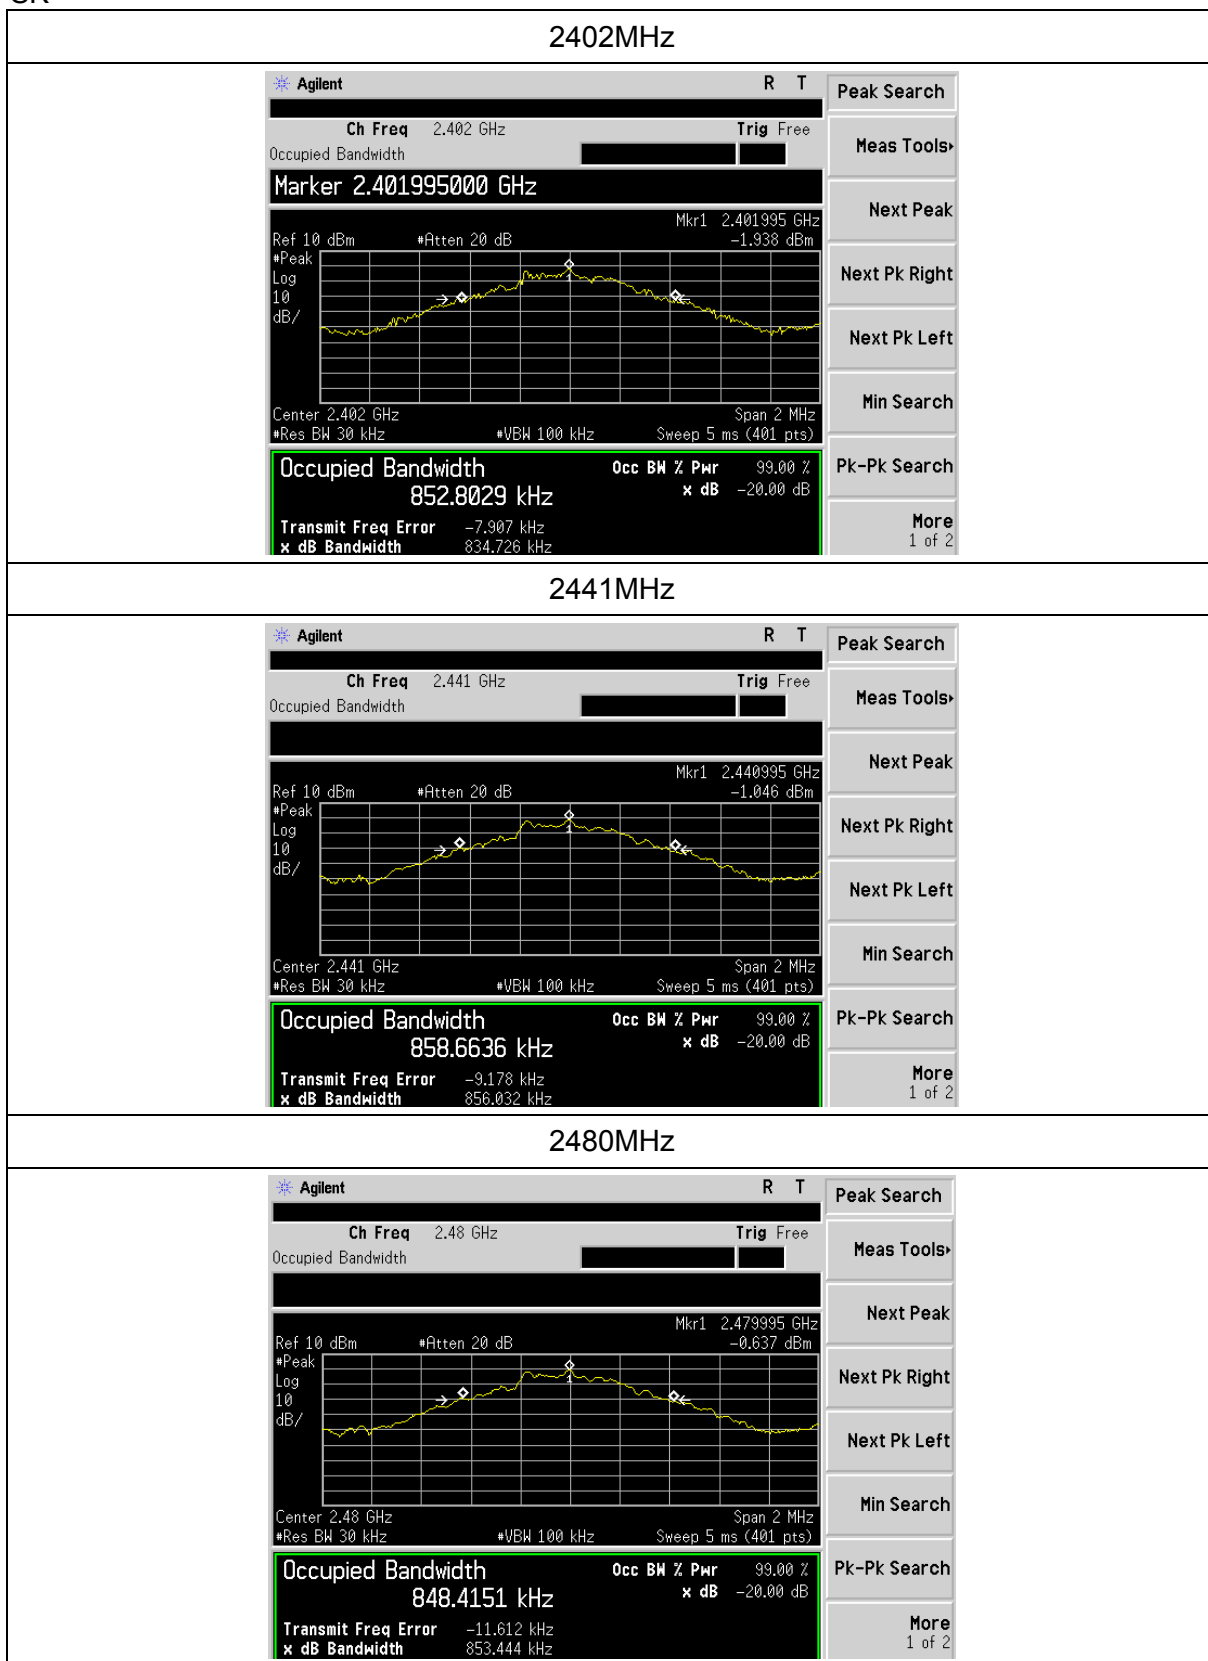 2402MHz
Agilent R T
Peak Search
Ch Freq 2.402 GHz Trig Free
Occupied Bandwidth
Meas Tools
Marker 2.401995000 GHz
Next Peak
Mkr1 2.401995 GHz
Ref 10 dBm #Atten 20 dB -1.938 dBm
#Peak
Log
10
dB/
1
Next Pk Right
Next Pk Left
Min Search
Center 2.402 GHz Span 2 MHz
#Res BW 30 kHz #VBW 100 kHz Sweep 5 ms (401 pts)
Occupied Bandwidth Occ BW % Pwr 99.00 %
852.8029 kHz x dB -20.00 dB
Pk-Pk Search
Transmit Freq Error -7.907 kHz
x dB Bandwidth 834.726 kHz
More
1 of 2
2441MHz
Agilent R T
Peak Search
Ch Freq 2.441 GHz Trig Free
Occupied Bandwidth
Meas Tools
Next Peak
Mkr1 2.440995 GHz
Ref 10 dBm #Atten 20 dB -1.046 dBm
#Peak
Log
10
dB/
1
Next Pk Right
Next Pk Left
Min Search
Center 2.441 GHz Span 2 MHz
#Res BW 30 kHz #VBW 100 kHz Sweep 5 ms (401 pts)
Occupied Bandwidth Occ BW % Pwr 99.00 %
858.6636 kHz x dB -20.00 dB
Pk-Pk Search
Transmit Freq Error -9.178 kHz
x dB Bandwidth 856.032 kHz
More
1 of 2
2480MHz
Agilent R T
Peak Search
Ch Freq 2.48 GHz Trig Free
Occupied Bandwidth
Meas Tools
Next Peak
Mkr1 2.479995 GHz
Ref 10 dBm #Atten 20 dB -0.637 dBm
#Peak
Log
10
dB/
1
Next Pk Right
Next Pk Left
Min Search
Center 2.48 GHz Span 2 MHz
#Res BW 30 kHz #VBW 100 kHz Sweep 5 ms (401 pts)
Occupied Bandwidth Occ BW % Pwr 99.00 %
848.4151 kHz x dB -20.00 dB
Pk-Pk Search
Transmit Freq Error -11.612 kHz
x dB Bandwidth 853.444 kHz
More
1 of 2